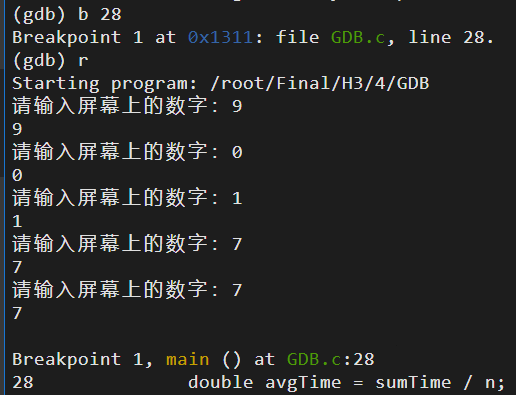 (gdb) b 28
Breakpoint 1 at 0x1311: file GDB.c, line 28.
(gdb) r
Starting program: /root/Final/H3/4/GDB
请输入屏幕上的数字: 9
9
请输入屏幕上的数字: 0
0
请输入屏幕上的数字: 1
1
请输入屏幕上的数字: 7
7
请输入屏幕上的数字: 7
7
Breakpoint 1, main () at GDB.c:28
28 double avgTime = sumTime / n;